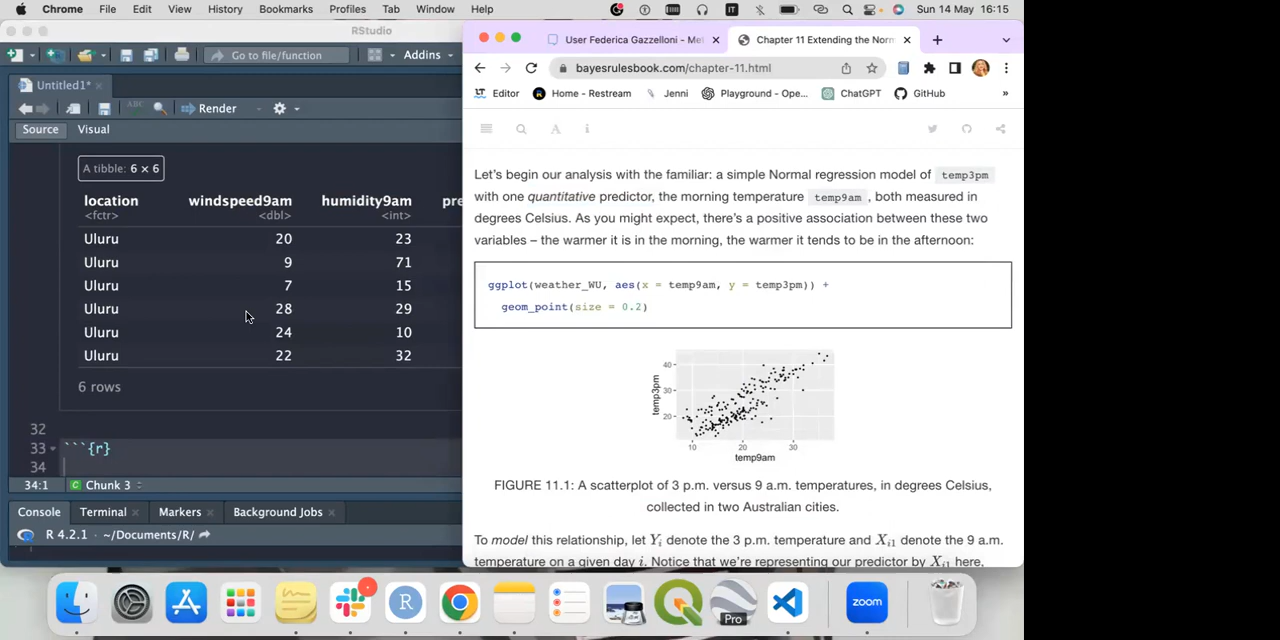 Chrome File Edit View History Bookmarks Profiles Tab Window Help IT Sun 14 May 16:15
RStudio
Go to file/function Addins
Untitled1*
ABC Render
Source Visual
A tibble: 6 × 6
location windspeed9am humidity9am pre
<fctr> <dbl> <int>
Uluru 20 23
Uluru 9 71
Uluru 7 15
Uluru 28 29
Uluru 24 10
Uluru 22 32
6 rows
32
33 ```{r}
34
34:1 C Chunk 3
Console Terminal Markers Background Jobs
R 4.2.1 · ~/Documents/R/
User Federica Gazzelloni - Me
Chapter 11 Extending the Norm
bayesrulesbook.com/chapter-11.html
Editor Home - Restream Jenni Playground - Ope... ChatGPT GitHub »
Let’s begin our analysis with the familiar: a simple Normal regression model of temp3pm
with one quantitative predictor, the morning temperature temp9am , both measured in
degrees Celsius. As you might expect, there’s a positive association between these two
variables – the warmer it is in the morning, the warmer it tends to be in the afternoon:
ggplot(weather_WU, aes(x = temp9am, y = temp3pm)) +
geom_point(size = 0.2)
40
30
20
temp3pm
10 20 30
temp9am
FIGURE 11.1: A scatterplot of 3 p.m. versus 9 a.m. temperatures, in degrees Celsius,
collected in two Australian cities.
To model this relationship, let Yi denote the 3 p.m. temperature and Xi1 denote the 9 a.m.
temperature on a given day i. Notice that we’re representing our predictor by Xi1 here,
R
Pro
zoom